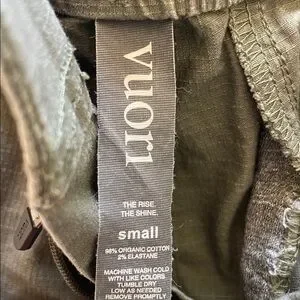 vuori
THE RISE.
THE SHINE.
small
98% ORGANIC COTTON
2% ELASTANE
MACHINE WASH COLD
WITH LIKE COLORS
TUMBLE DRY
LOW AS NEEDED
REMOVE PROMPTLY